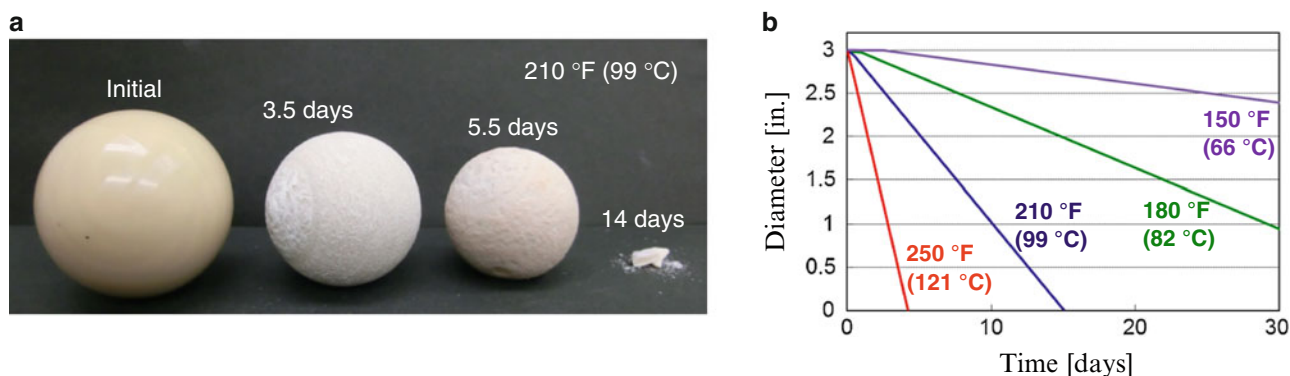 a
210 °F (99 °C)
Initial
3.5 days
5.5 days
14 days
b
Diameter [in.]
3
2.5
2
1.5
1
0.5
0
0
10
20
30
Time [days]
150 °F
(66 °C)
180 °F
(82 °C)
210 °F
(99 °C)
250 °F
(121 °C)